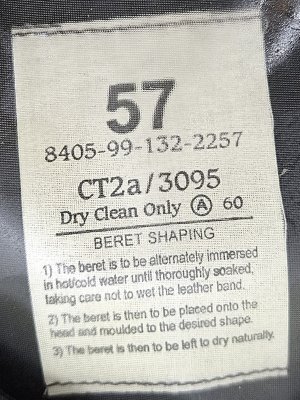 57
8405-99-132-2257
CT2a/3095
Dry Clean Only Ⓐ 60
BERET SHAPING
1) The beret is to be alternately immersed
in hot/cold water until thoroughly soaked,
taking care not to wet the leather band.
2) The beret is then to be placed onto the
head and moulded to the desired shape.
3) The beret is then to be left to dry naturally.